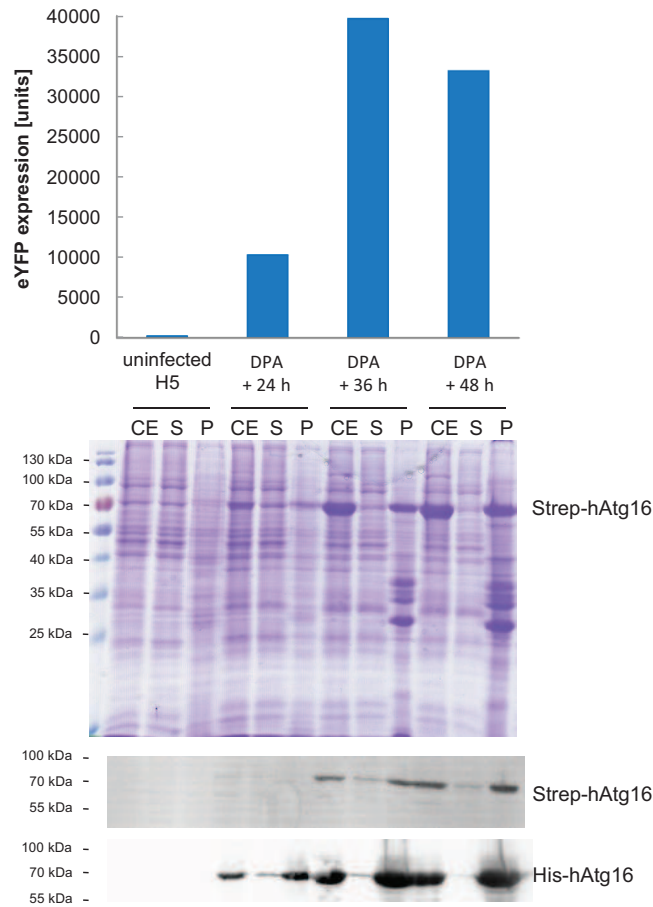 eYFP expression [units]
40000
35000
30000
25000
20000
15000
10000
5000
0
uninfected H5
DPA + 24 h
DPA + 36 h
DPA + 48 h
CE S P CE S P CE S P CE S P
130 kDa
100 kDa
70 kDa
55 kDa
40 kDa
35 kDa
25 kDa
Strep-hAtg16
100 kDa
70 kDa
55 kDa
Strep-hAtg16
100 kDa
70 kDa
55 kDa
His-hAtg16